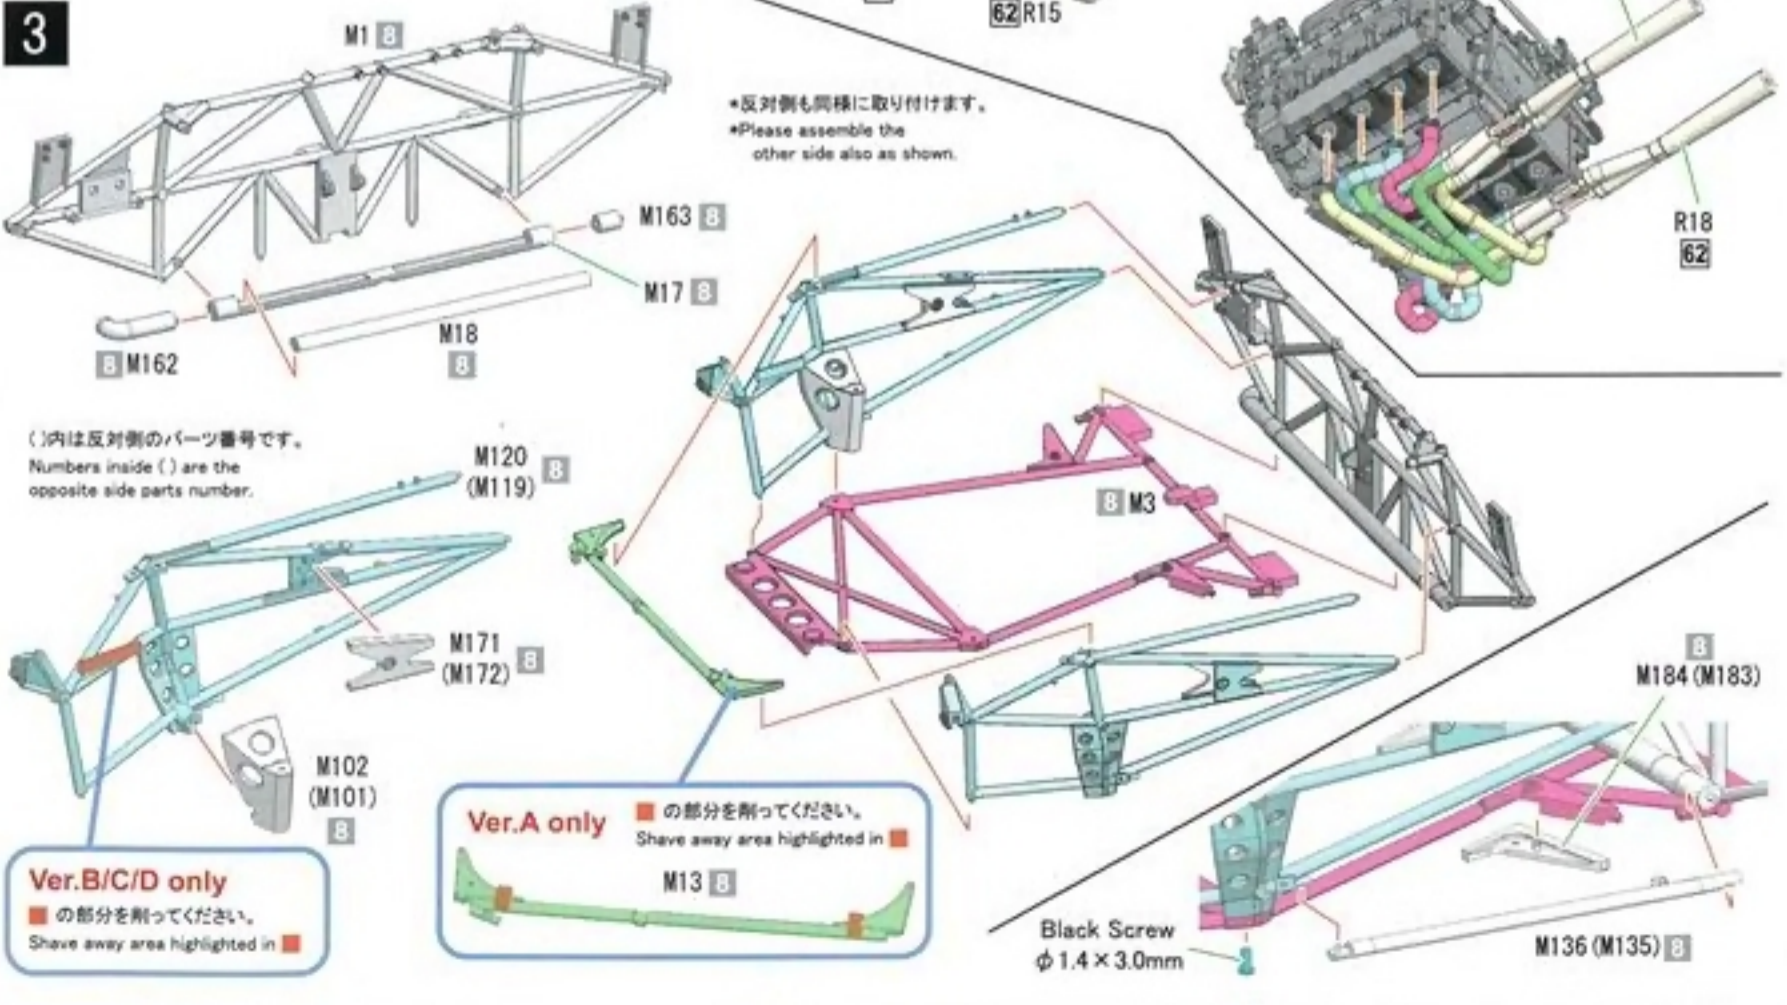 3
M1 8
62 R15
*反対側も同様に取り付けます。
*Please assemble the
other side also as shown.
R18
62
M163 8
M17 8
M18
8
8 M162
( )内は反対側のパーツ番号です。
Numbers inside ( ) are the
opposite side parts number.
M120
(M119) 8
8 M3
M171
(M172) 8
M102
(M101)
8
8
M184 (M183)
Ver.B/C/D only
の部分を削ってください。
Shave away area highlighted in
Ver.A only
の部分を削ってください。
Shave away area highlighted in
M13 8
Black Screw
φ1.4×3.0mm
M136 (M135) 8